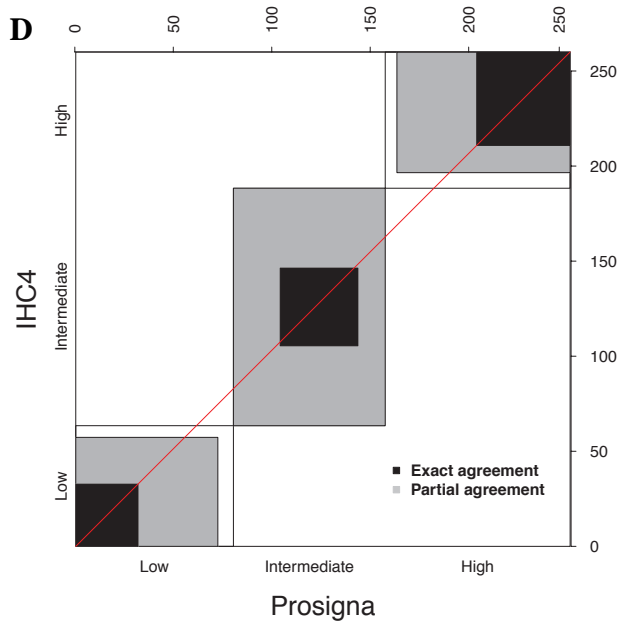 D
0 50 100 150 200 250
High
Intermediate
Low
IHC4
250
200
150
100
50
0
Exact agreement
Partial agreement
Low Intermediate High
Prosigna